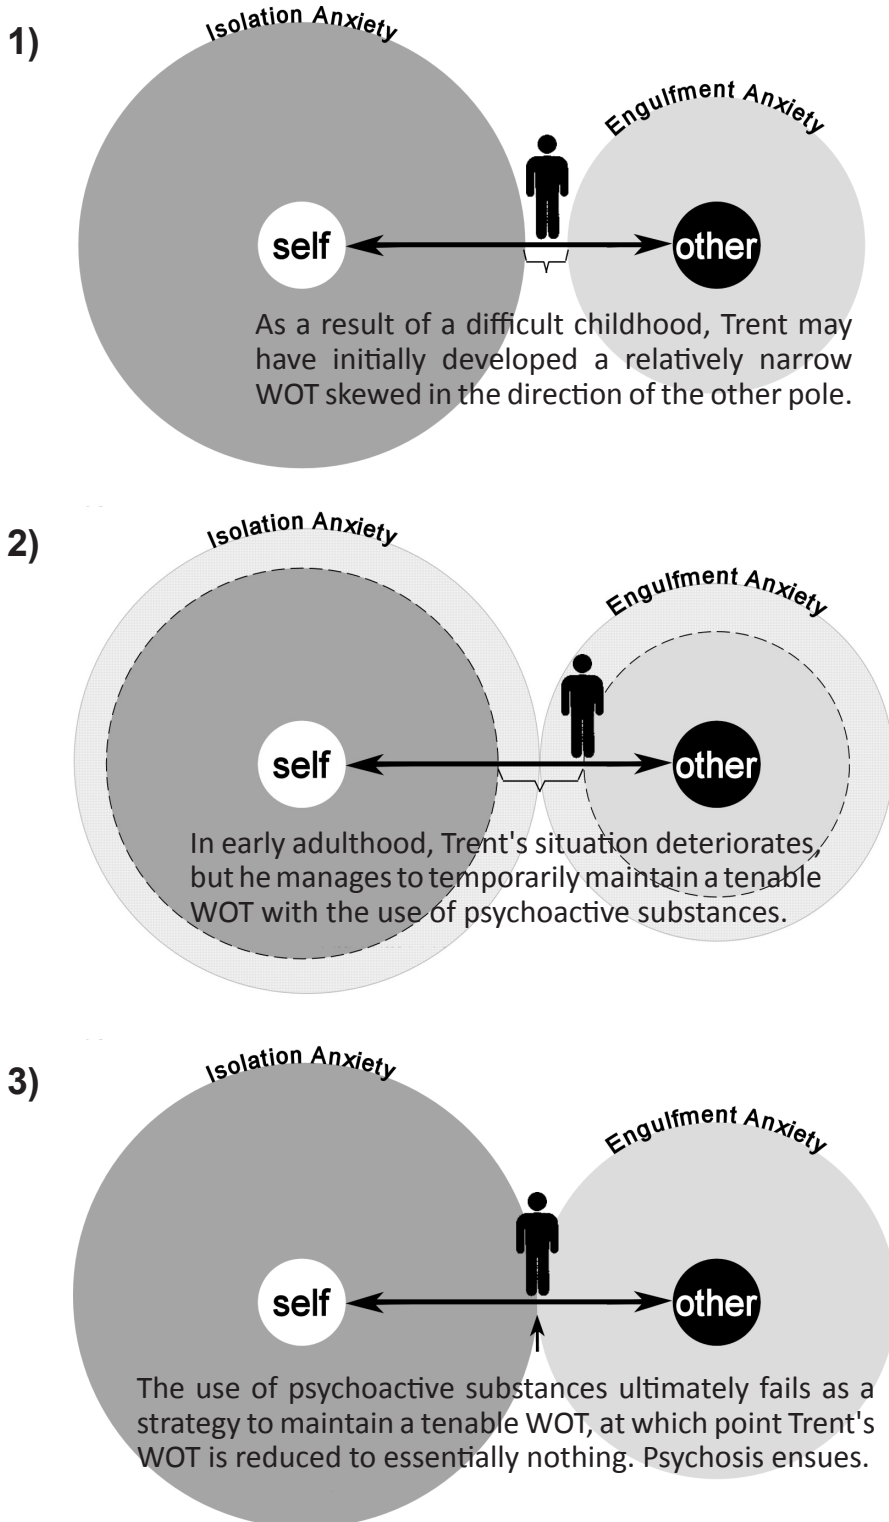 1)
Isolation Anxiety
Engulfment Anxiety
self
other
As a result of a difficult childhood, Trent may
have initially developed a relatively narrow
WOT skewed in the direction of the other pole.
2)
Isolation Anxiety
Engulfment Anxiety
self
other
In early adulthood, Trent's situation deteriorates,
but he manages to temporarily maintain a tenable
WOT with the use of psychoactive substances.
3)
Isolation Anxiety
Engulfment Anxiety
self
other
The use of psychoactive substances ultimately fails as a
strategy to maintain a tenable WOT, at which point Trent's
WOT is reduced to essentially nothing. Psychosis ensues.